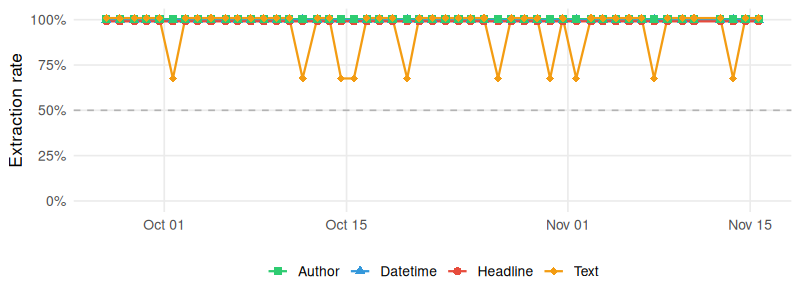 Extraction rate
100%
75%
50%
25%
0%
Oct 01 Oct 15 Nov 01 Nov 15
Author Datetime Headline Text